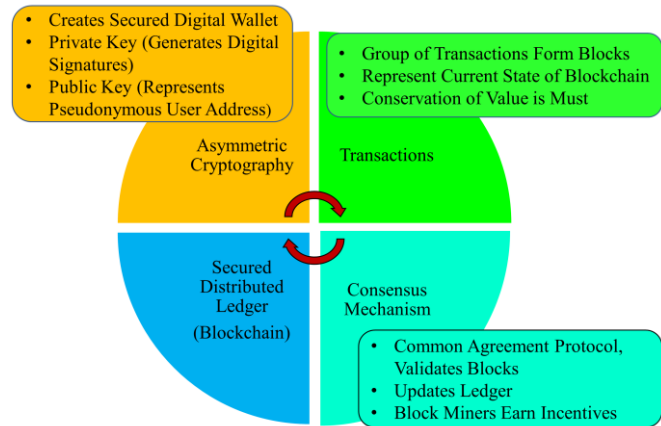 • Creates Secured Digital Wallet
• Private Key (Generates Digital
Signatures)
• Public Key (Represents
Pseudonymous User Address)
Asymmetric
Cryptography
• Group of Transactions Form Blocks
• Represent Current State of Blockchain
• Conservation of Value is Must
Transactions
Secured
Distributed
Ledger
(Blockchain)
Consensus
Mechanism
• Common Agreement Protocol,
Validates Blocks
• Updates Ledger
• Block Miners Earn Incentives